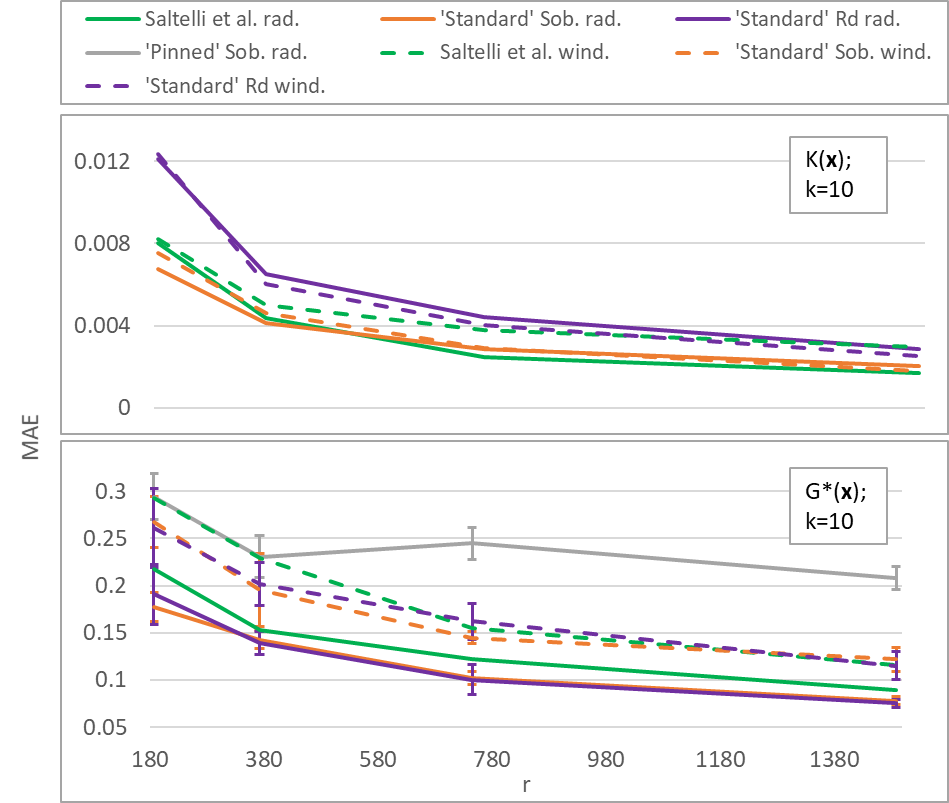 Saltelli et al. rad. 'Standard' Sob. rad. 'Standard' Rd rad.
'Pinned' Sob. rad. Saltelli et al. wind. 'Standard' Sob. wind.
'Standard' Rd wind.
K(x);
k=10
0.012
0.008
0.004
0
MAE
G*(x);
k=10
0.3
0.25
0.2
0.15
0.1
0.05
180 380 580 780 980 1180 1380
r